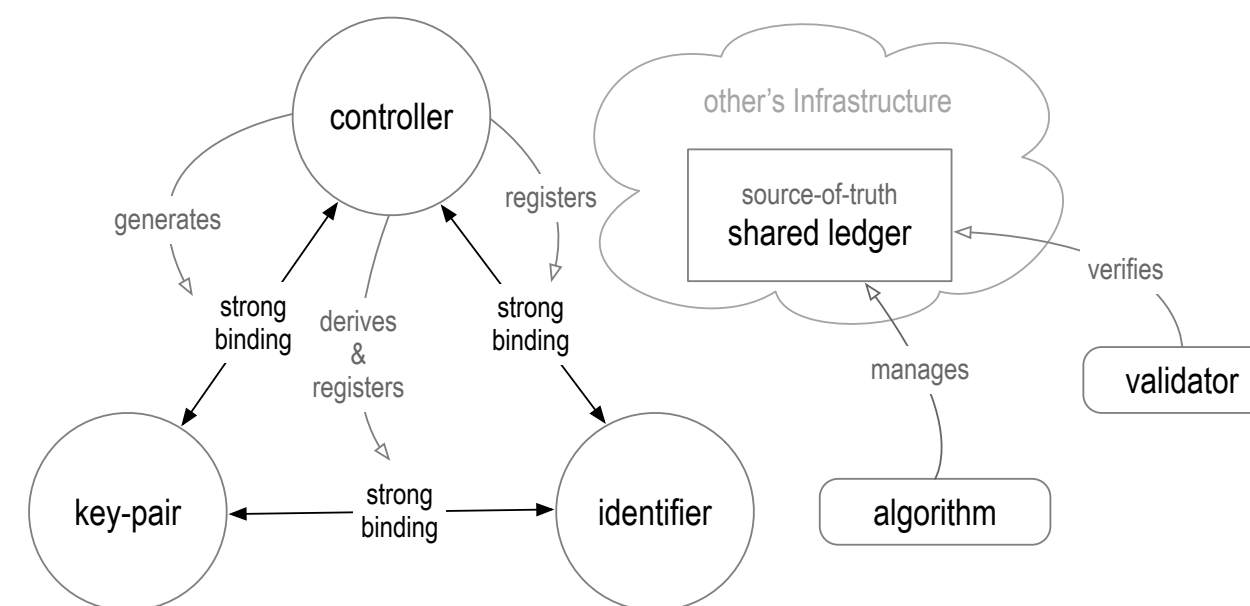 controller
other’s Infrastructure
source-of-truth
shared ledger
registers
generates
verifies
strong
binding
derives
&
registers
strong
binding
manages
validator
strong
binding
key-pair
identifier
algorithm